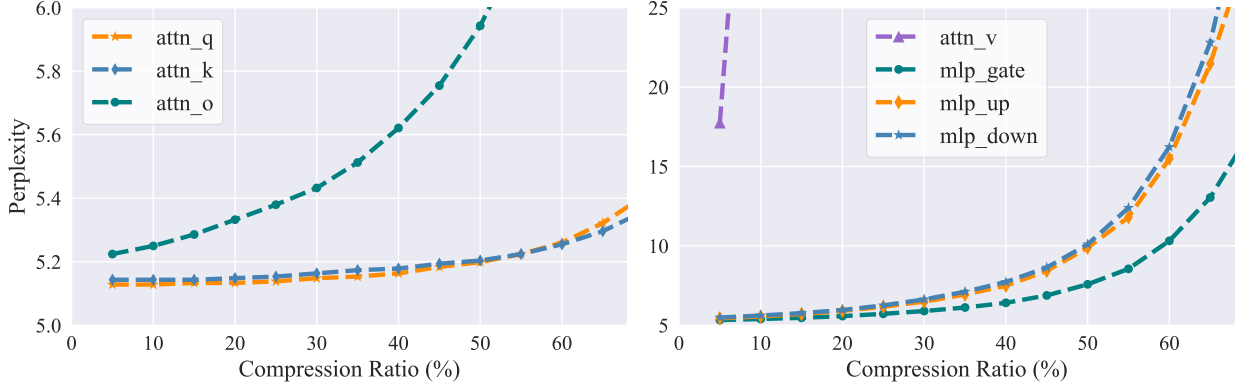 6.0
5.8
5.6
5.4
5.2
5.0
Perplexity
attn_q
attn_k
attn_o
0 10 20 30 40 50 60
Compression Ratio (%)
25
20
15
10
5
attn_v
mlp_gate
mlp_up
mlp_down
0 10 20 30 40 50 60
Compression Ratio (%)